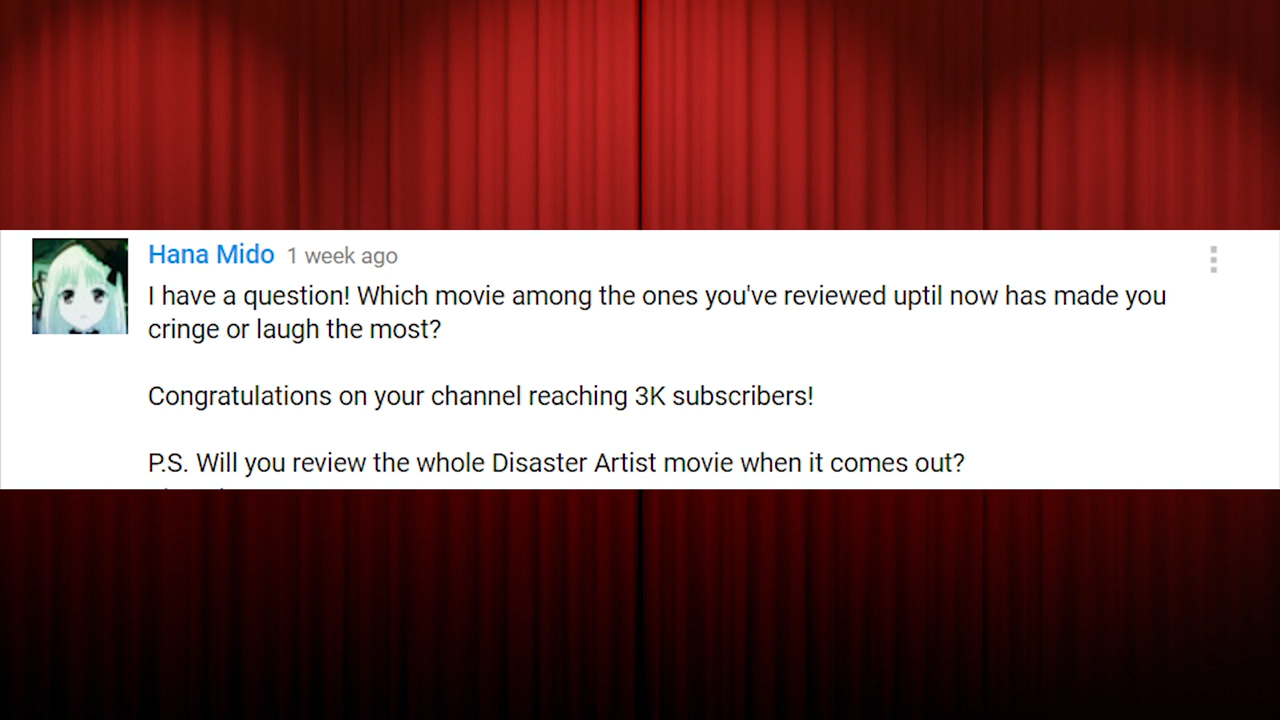 Hana Mido 1 week ago
I have a question! Which movie among the ones you've reviewed uptil now has made you
cringe or laugh the most?
Congratulations on your channel reaching 3K subscribers!
P.S. Will you review the whole Disaster Artist movie when it comes out?